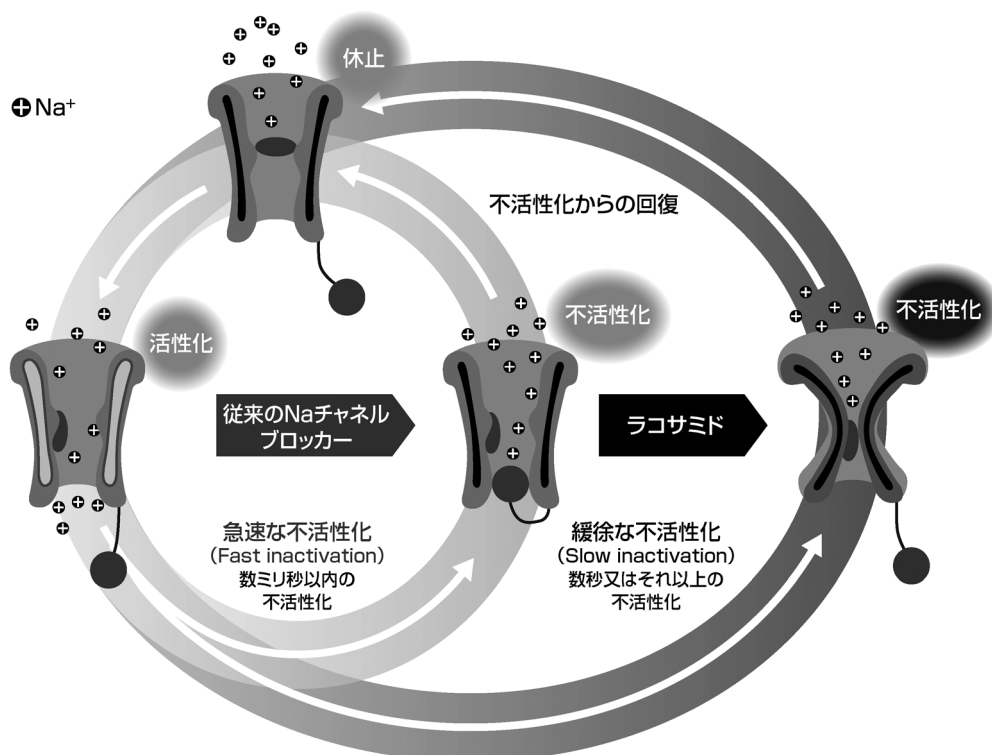 休止
Na⁺
不活性化からの回復
活性化
不活性化
不活性化
従来のNaチャネル
ブロッカー
ラコサミド
急速な不活性化
(Fast inactivation)
数ミリ秒以内の
不活性化
緩徐な不活性化
(Slow inactivation)
数秒又はそれ以上の
不活性化